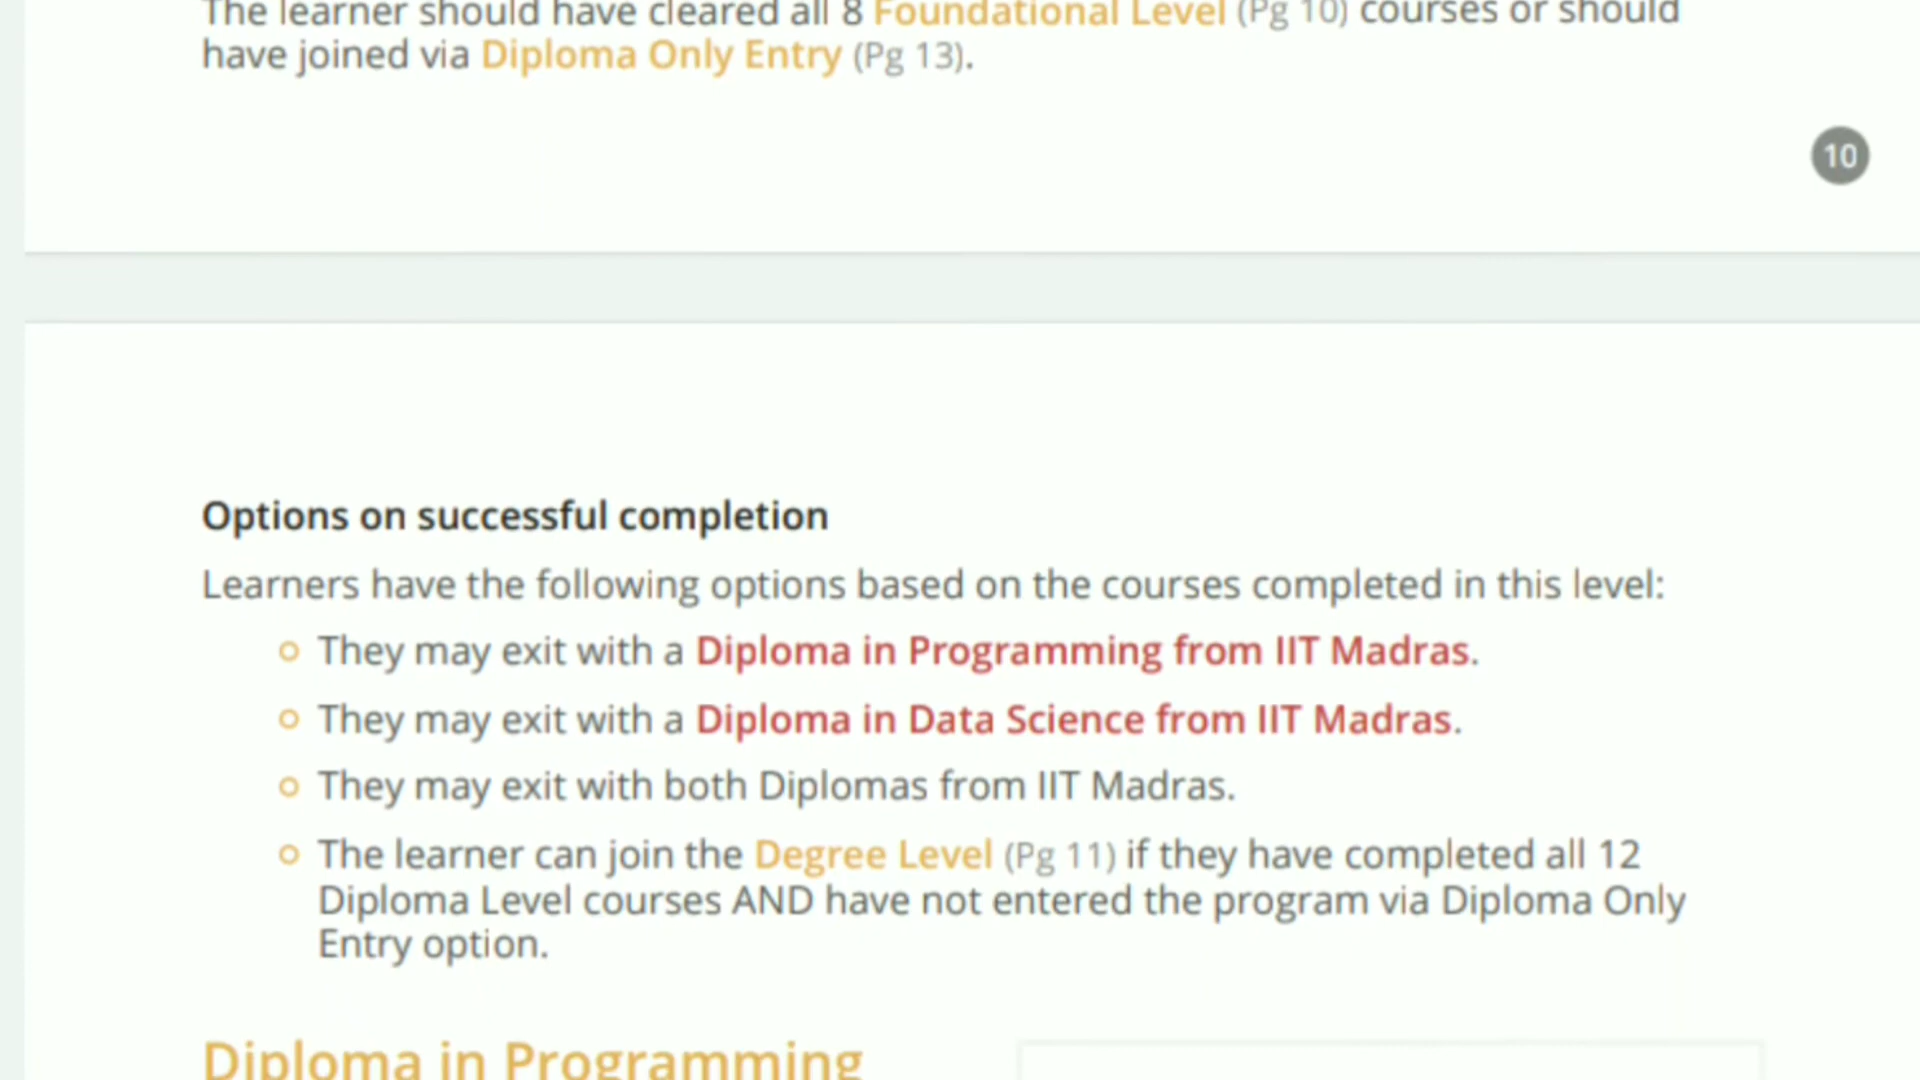 The learner should have cleared all 8 Foundational Level (Pg 10) courses or should
have joined via Diploma Only Entry (Pg 13).
10
Options on successful completion
Learners have the following options based on the courses completed in this level:
They may exit with a Diploma in Programming from IIT Madras.
They may exit with a Diploma in Data Science from IIT Madras.
They may exit with both Diplomas from IIT Madras.
The learner can join the Degree Level (Pg 11) if they have completed all 12
Diploma Level courses AND have not entered the program via Diploma Only
Entry option.
Diploma in Programming